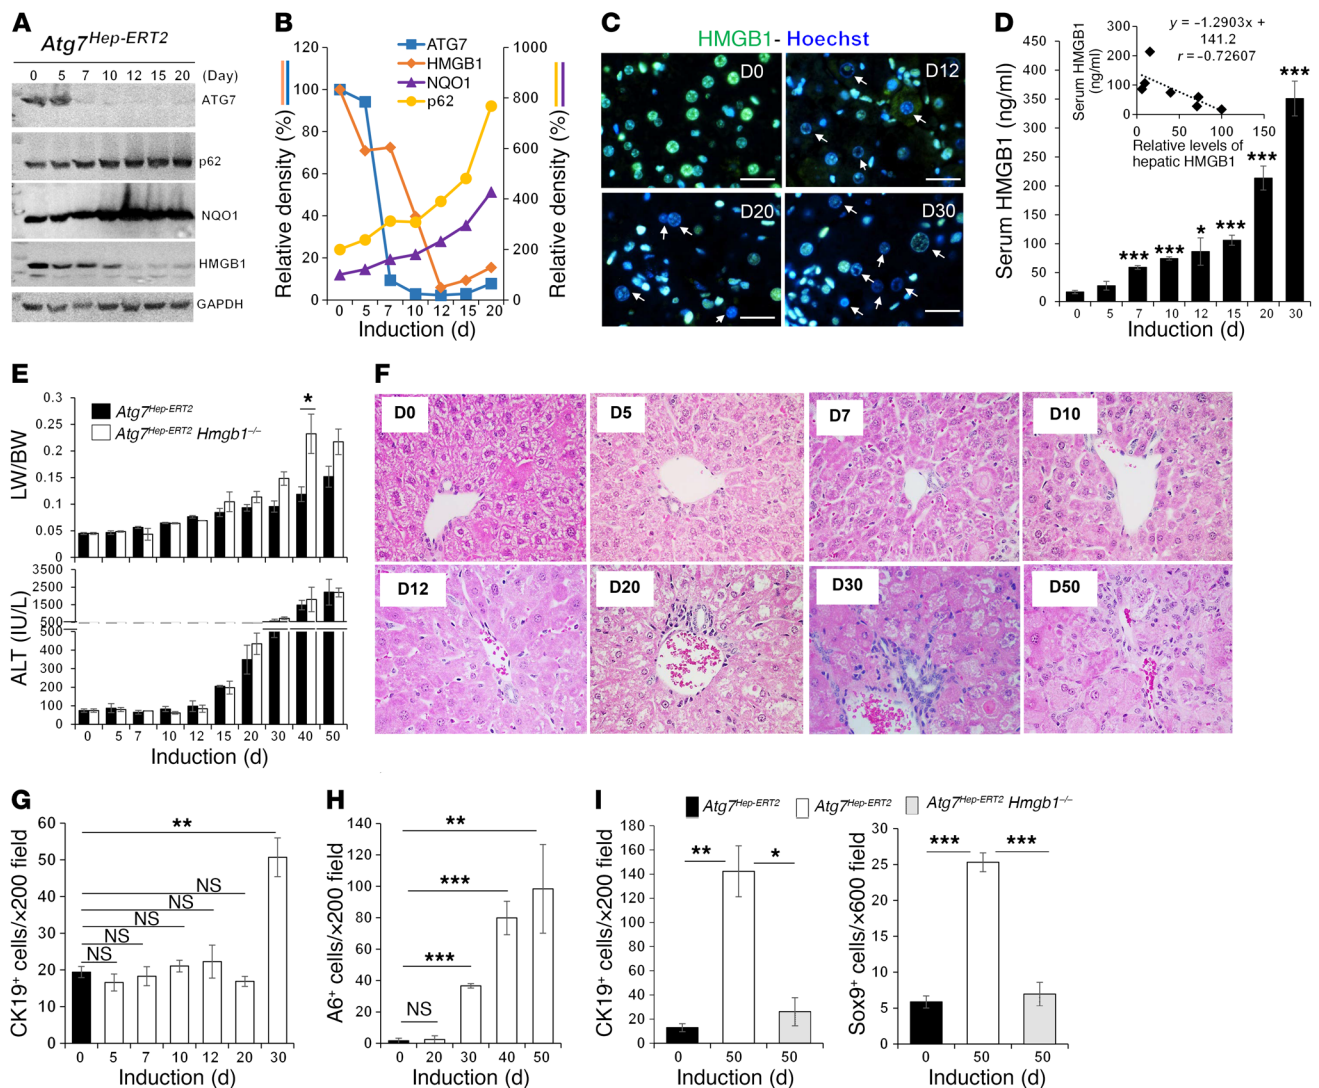 A
Atg7Hep-ERT2
0 5 7 10 12 15 20 (Day)
ATG7
p62
NQO1
HMGB1
GAPDH
B
ATG7
HMGB1
NQO1
p62
Relative density (%)
120
100
80
60
40
20
0
1000
800
600
400
200
0
Relative density (%)
0 5 7 10 12 15 20
Induction (d)
C
HMGB1- Hoechst
D0
D12
D20
D30
D
Serum HMGB1 (ng/ml)
450
400
350
300
250
200
150
100
50
0
*** *** * *** *** ***
0 5 7 10 12 15 20 30
Induction (d)
y = –1.2903x +
141.2
r = –0.72607
Serum HMGB1
(ng/ml)
300
200
100
0
0 50 100 150
Relative levels of
hepatic HMGB1
E
Atg7Hep-ERT2
Atg7Hep-ERT2 Hmgb1–/–
*
LW/BW
0.3
0.25
0.2
0.15
0.1
0.05
0
ALT (IU/L)
3500
2500
1500
500
500
400
300
200
100
0
0 5 7 10 12 15 20 30 40 50
Induction (d)
F
D0
D5
D7
D10
D12
D20
D30
D50
G
CK19+ cells/×200 field
60
50
40
30
20
10
0
**
NS
NS
NS
NS
NS
0 5 7 10 12 20 30
Induction (d)
H
A6+ cells/×200 field
140
120
100
80
60
40
20
0
**
***
***
NS
0 20 30 40 50
Induction (d)
I
Atg7Hep-ERT2
Atg7Hep-ERT2
Atg7Hep-ERT2 Hmgb1–/–
CK19+ cells/×200 field
180
160
140
120
100
80
60
40
20
0
** *
0 50 50
Induction (d)
Sox9+ cells/×600 field
30
25
20
15
10
5
0
*** ***
0 50 50
Induction (d)